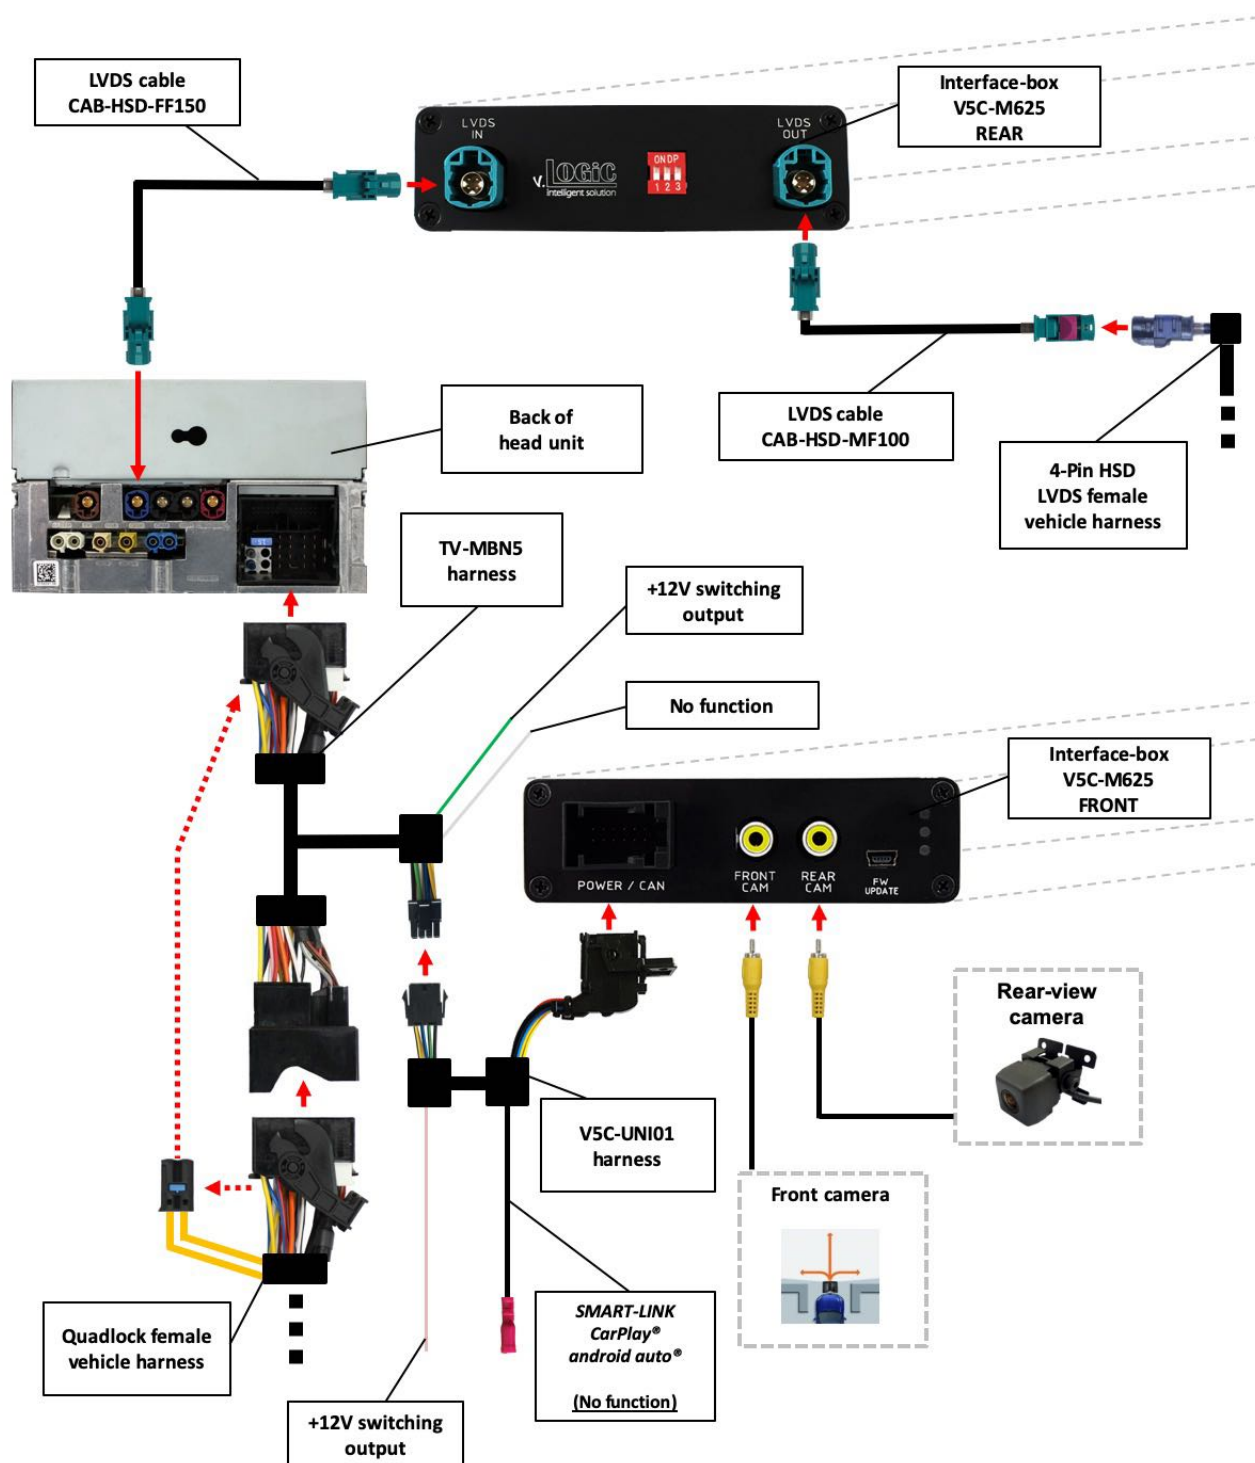 LVDS cable
CAB-HSD-FF150
LVDS
IN
v.LOGiC
intelligent solution
ON DP
1 2 3
LVDS
OUT
Interface-box
V5C-M625
REAR
Back of
head unit
LVDS cable
CAB-HSD-MF100
4-Pin HSD
LVDS female
vehicle harness
TV-MBN5
harness
+12V switching
output
No function
Interface-box
V5C-M625
FRONT
POWER / CAN
FRONT
CAM
REAR
CAM
FW
UPDATE
Rear-view
camera
V5C-UNI01
harness
Front camera
Quadlock female
vehicle harness
SMART-LINK
CarPlay®
android auto®
(No function)
+12V switching
output